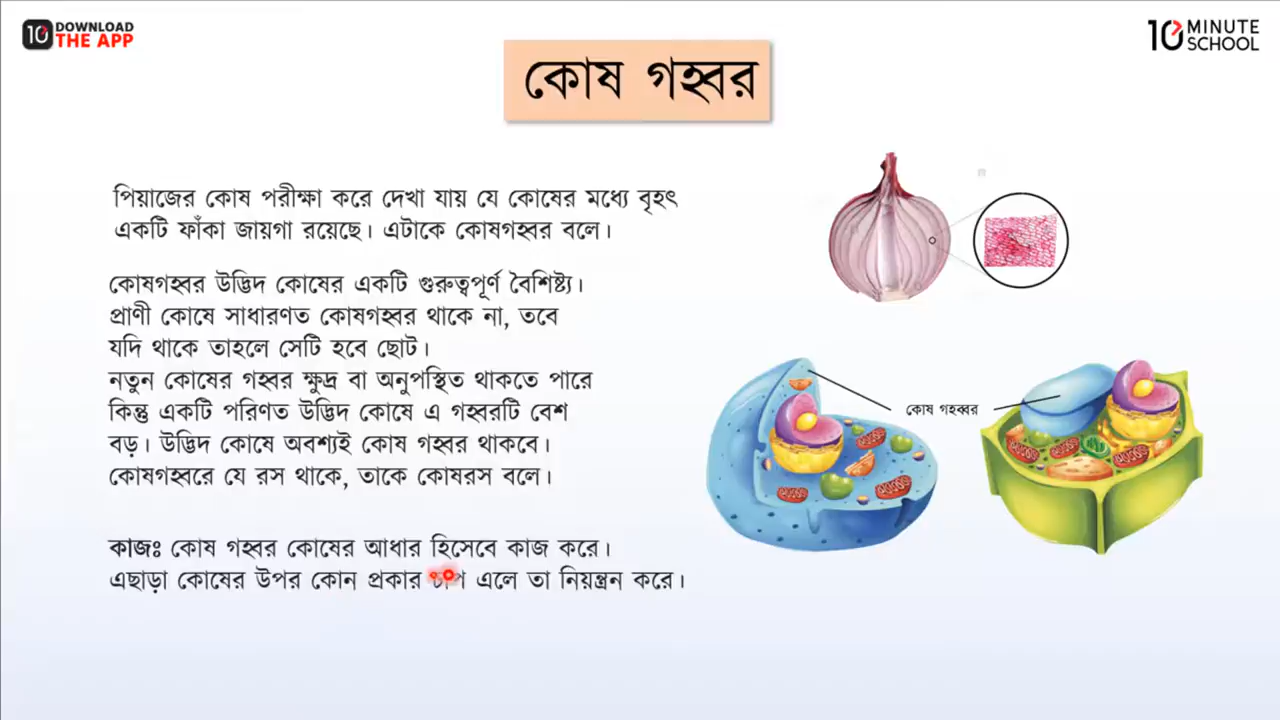 DOWNLOAD
THE APP
10 MINUTE
SCHOOL
কোষ গহ্বর
পিয়াজের কোষ পরীক্ষা করে দেখা যায় যে কোষের মধ্যে বৃহৎ
একটি ফাঁকা জায়গা রয়েছে। এটাকে কোষগহ্বর বলে।
কোষগহ্বর উদ্ভিদ কোষের একটি গুরুত্বপূর্ণ বৈশিষ্ট্য।
প্রাণী কোষে সাধারণত কোষগহ্বর থাকে না, তবে
যদি থাকে তাহলে সেটি হবে ছোট।
নতুন কোষের গহ্বর ক্ষুদ্র বা অনুপস্থিত থাকতে পারে
কিন্তু একটি পরিণত উদ্ভিদ কোষে এ গহ্বরটি বেশ
বড়। উদ্ভিদ কোষে অবশ্যই কোষ গহ্বর থাকবে।
কোষগহ্বরে যে রস থাকে, তাকে কোষরস বলে।
কোষ গহব্বর
কাজঃ কোষ গহ্বর কোষের আধার হিসেবে কাজ করে।
এছাড়া কোষের উপর কোন প্রকার চাপ এলে তা নিয়ন্ত্রন করে।